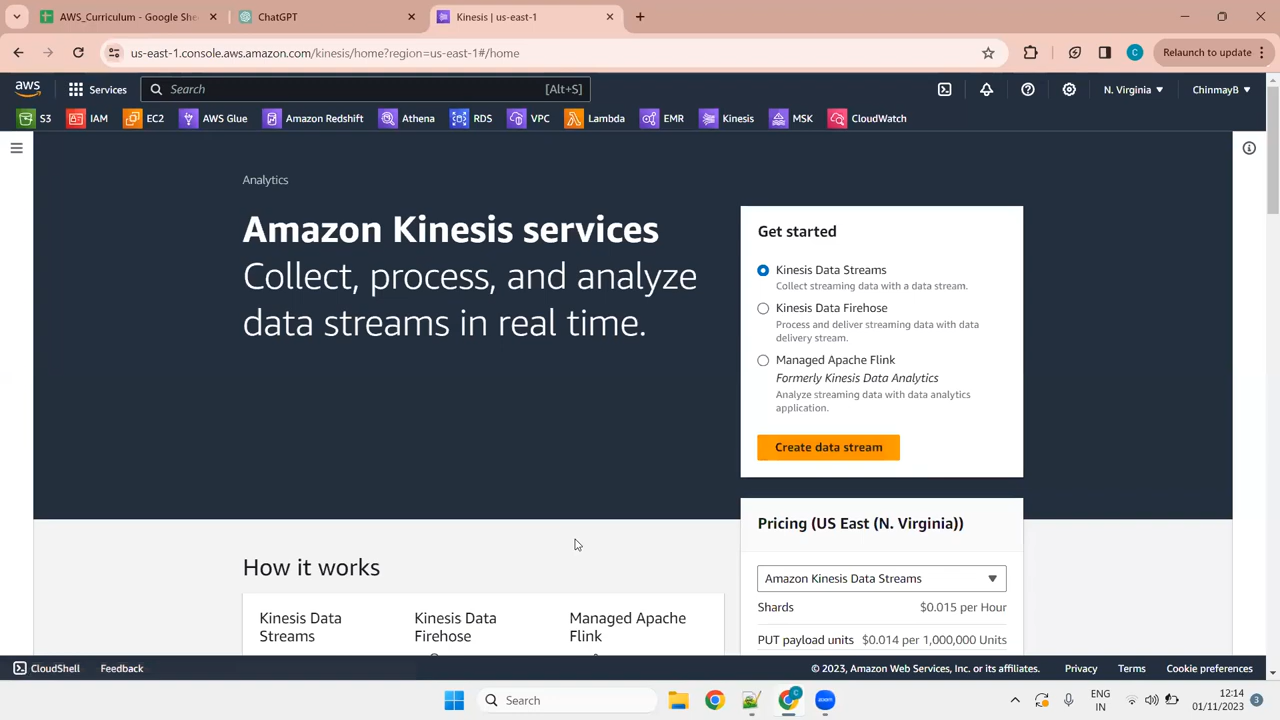 AWS_Curriculum - Google She
ChatGPT
Kinesis | us-east-1
us-east-1.console.aws.amazon.com/kinesis/home?region=us-east-1#/home
Relaunch to update
aws
Services
Search
[Alt+S]
N. Virginia
ChinmayB
S3
IAM
EC2
AWS Glue
Amazon Redshift
Athena
RDS
VPC
Lambda
EMR
Kinesis
MSK
CloudWatch
Analytics
Amazon Kinesis services
Collect, process, and analyze
data streams in real time.
Get started
Kinesis Data Streams
Collect streaming data with a data stream.
Kinesis Data Firehose
Process and deliver streaming data with data
delivery stream.
Managed Apache Flink
Formerly Kinesis Data Analytics
Analyze streaming data with data analytics
application.
Create data stream
Pricing (US East (N. Virginia))
Amazon Kinesis Data Streams
Shards $0.015 per Hour
PUT payload units $0.014 per 1,000,000 Units
How it works
Kinesis Data
Streams
Kinesis Data
Firehose
Managed Apache
Flink
CloudShell
Feedback
© 2023, Amazon Web Services, Inc. or its affiliates.
Privacy
Terms
Cookie preferences
Search
ENG
IN
12:14
01/11/2023
3